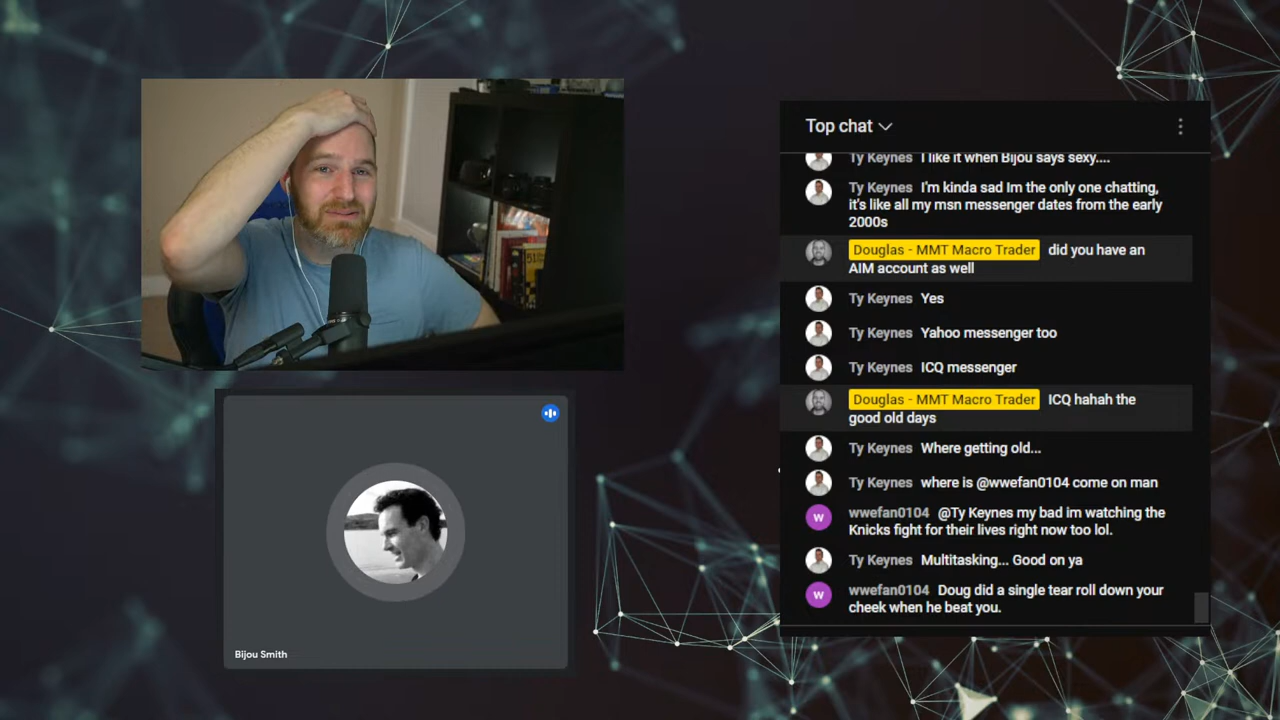 Top chat
Ty Keynes I like it when Bijou says sexy....
Ty Keynes I'm kinda sad Im the only one chatting,
it's like all my msn messenger dates from the early
2000s
Douglas - MMT Macro Trader did you have an
AIM account as well
Ty Keynes Yes
Ty Keynes Yahoo messenger too
Ty Keynes ICQ messenger
Douglas - MMT Macro Trader ICQ hahah the
good old days
Ty Keynes Where getting old...
Ty Keynes where is @wwefan0104 come on man
W
wwefan0104 @Ty Keynes my bad im watching the
Knicks fight for their lives right now too lol.
Ty Keynes Multitasking... Good on ya
W
wwefan0104 Doug did a single tear roll down your
cheek when he beat you.
Bijou Smith